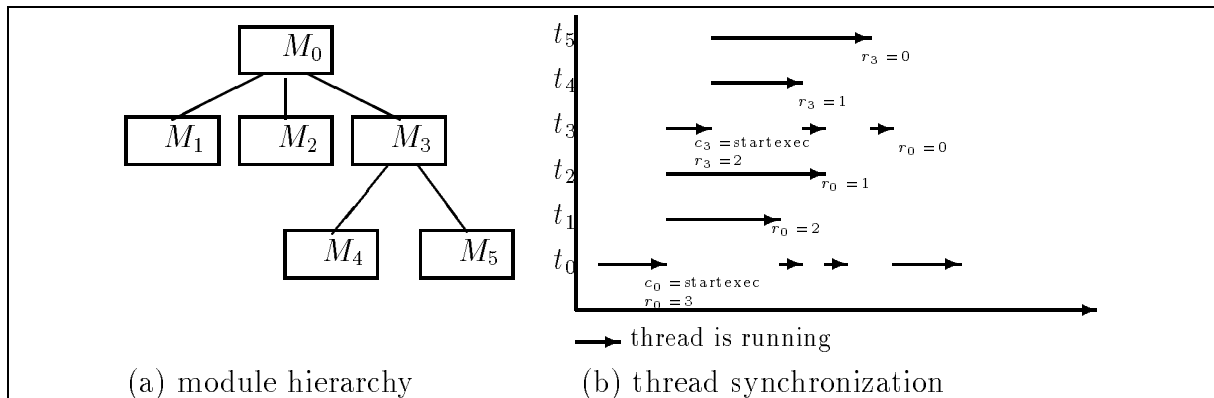 M₀
M₁ M₂ M₃
M₄ M₅
(a) module hierarchy
t₅
r₃ =0
t₄
r₃ =1
t₃
c₃ =startexec
r₃ =2
r₀ =0
t₂
r₀ =1
t₁
r₀ =2
t₀
c₀ =startexec
r₀ =3
thread is running
(b) thread synchronization